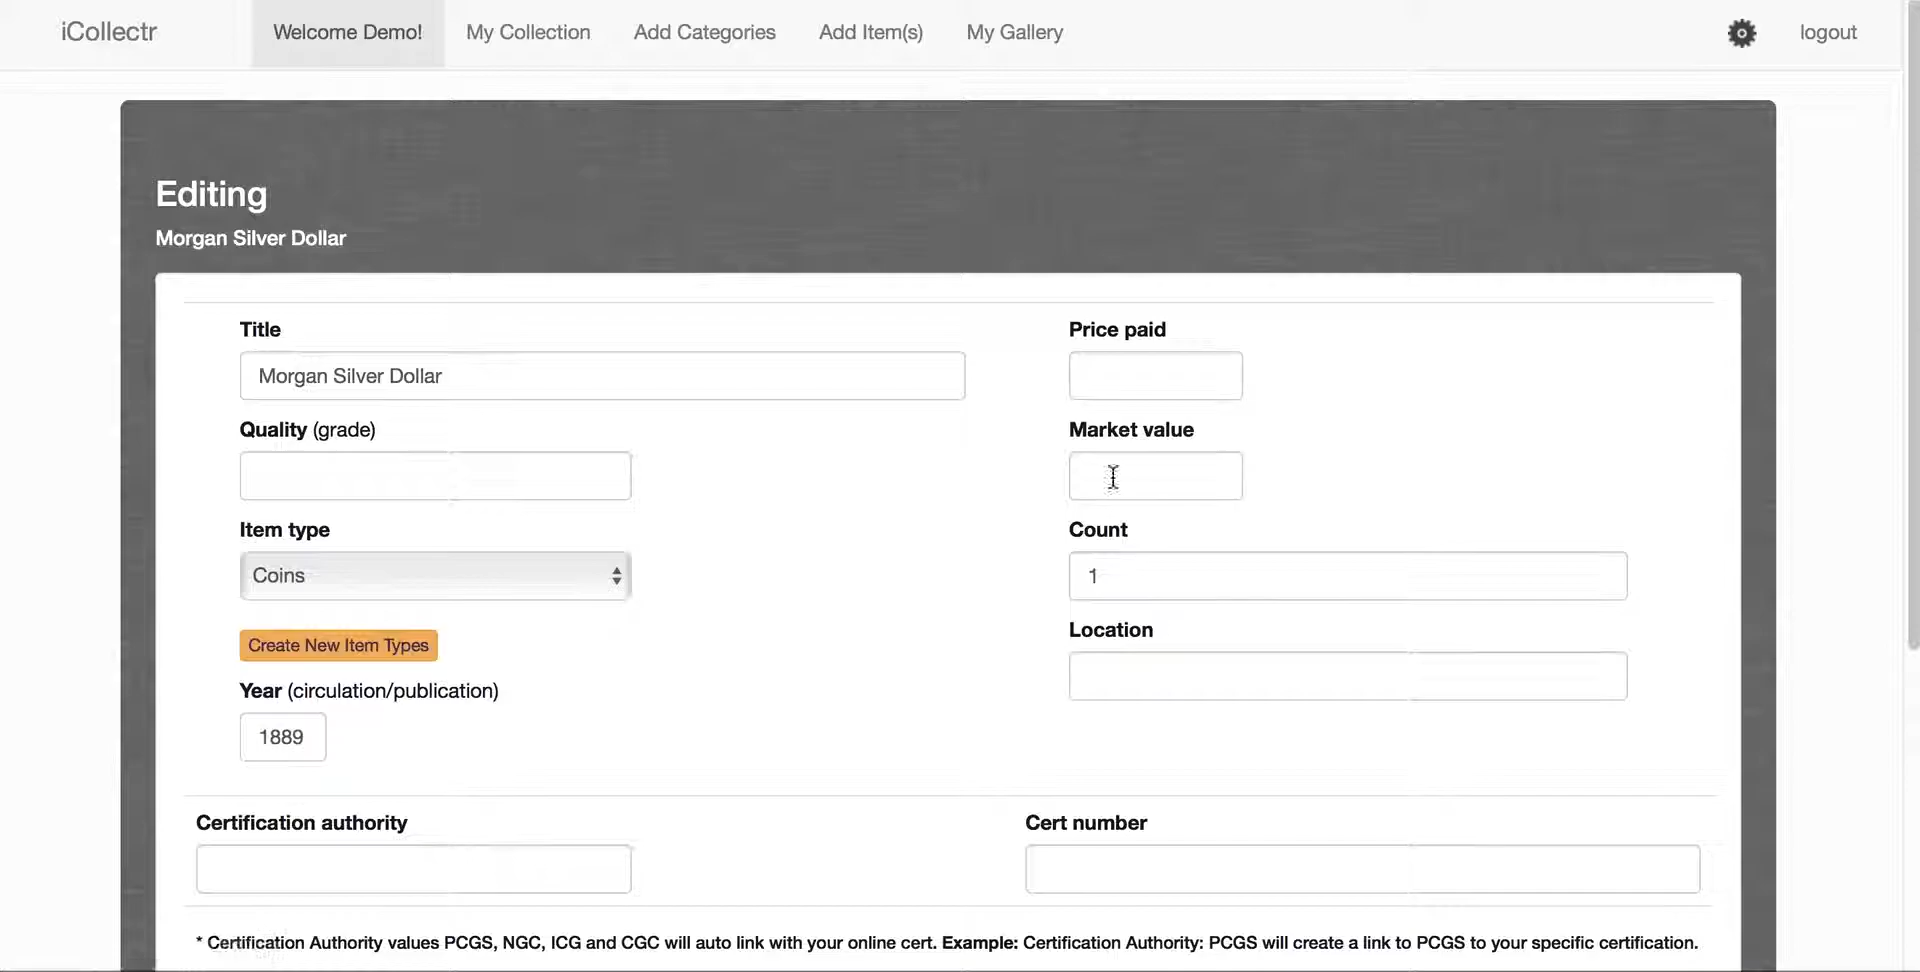 iCollectr
Welcome Demo!
My Collection
Add Categories
Add Item(s)
My Gallery
logout
Editing
Morgan Silver Dollar
Title
Morgan Silver Dollar
Price paid
Quality (grade)
Market value
Item type
Coins
Count
1
Create New Item Types
Location
Year (circulation/publication)
1889
Certification authority
Cert number
* Certification Authority values PCGS, NGC, ICG and CGC will auto link with your online cert. Example: Certification Authority: PCGS will create a link to PCGS to your specific certification.